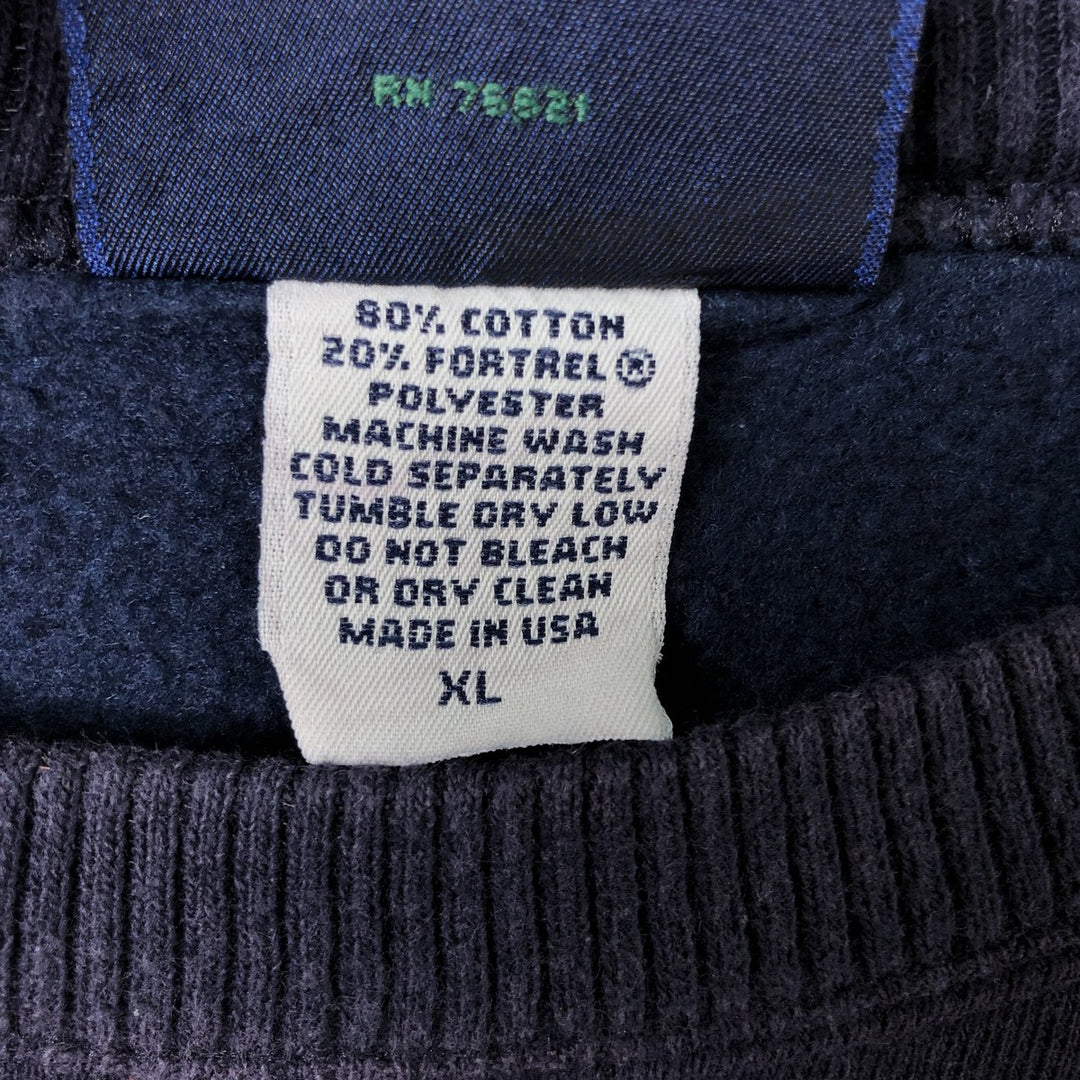 RN 76621
80% COTTON
20% FORTREL ®
POLYESTER
MACHINE WASH
COLD SEPARATELY
TUMBLE DRY LOW
DO NOT BLEACH
OR DRY CLEAN
MADE IN USA
XL